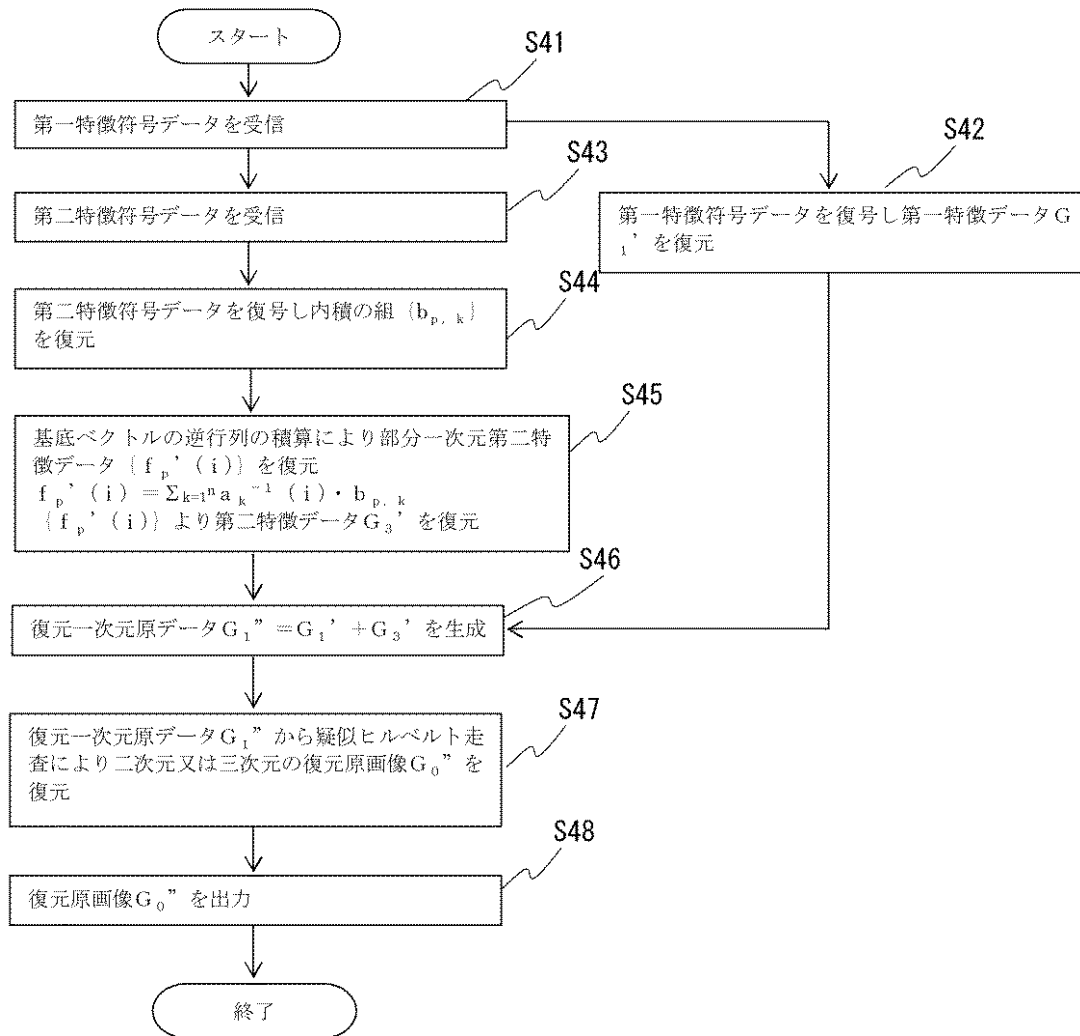 スタート
S41
第一特徴符号データを受信
S42
第一特徴符号データを復号し第一特徴データG
₁’を復元
S43
第二特徴符号データを受信
S44
第二特徴符号データを復号し内積の組{bₚ, ₖ}
を復元
S45
基底ベクトルの逆行列の積算により部分一次元第二特
徴データ{fₚ’(i)}を復元
fₚ’(i)=Σₖ₌₁ⁿaₖ⁻¹(i)・bₚ, ₖ
{fₚ’(i)}より第二特徴データG₃’を復元
S46
復元一次元原データG₁”=G₁’+G₃’を生成
S47
復元一次元原データG₁”から疑似ヒルベルト走
査により二次元又は三次元の復元原画像G₀”を
復元
S48
復元原画像G₀”を出力
終了